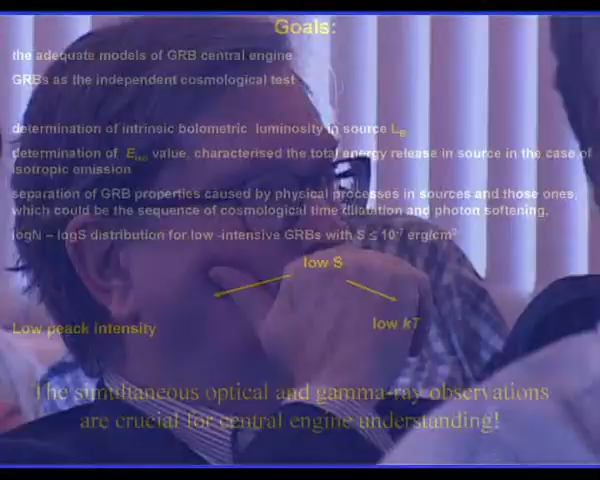 Goals:
the adequate models of GRB central engine
GRBs as the independent cosmological test
determination of intrinsic bolometric luminosity in source L
determination of E value, characterised the total energy release in source in the case of
isotropic emission
separation of GRB properties caused by physical processes in sources and those ones,
which could be the sequence of cosmological time dilatation and photon softening,
logN – logS distribution for low -intensive GRBs with S ≤ 10⁻⁷ erg/cm²
low S
Low peack intensity
low kT
The simultaneous optical and gamma-ray observations
are crucial for central engine understanding!